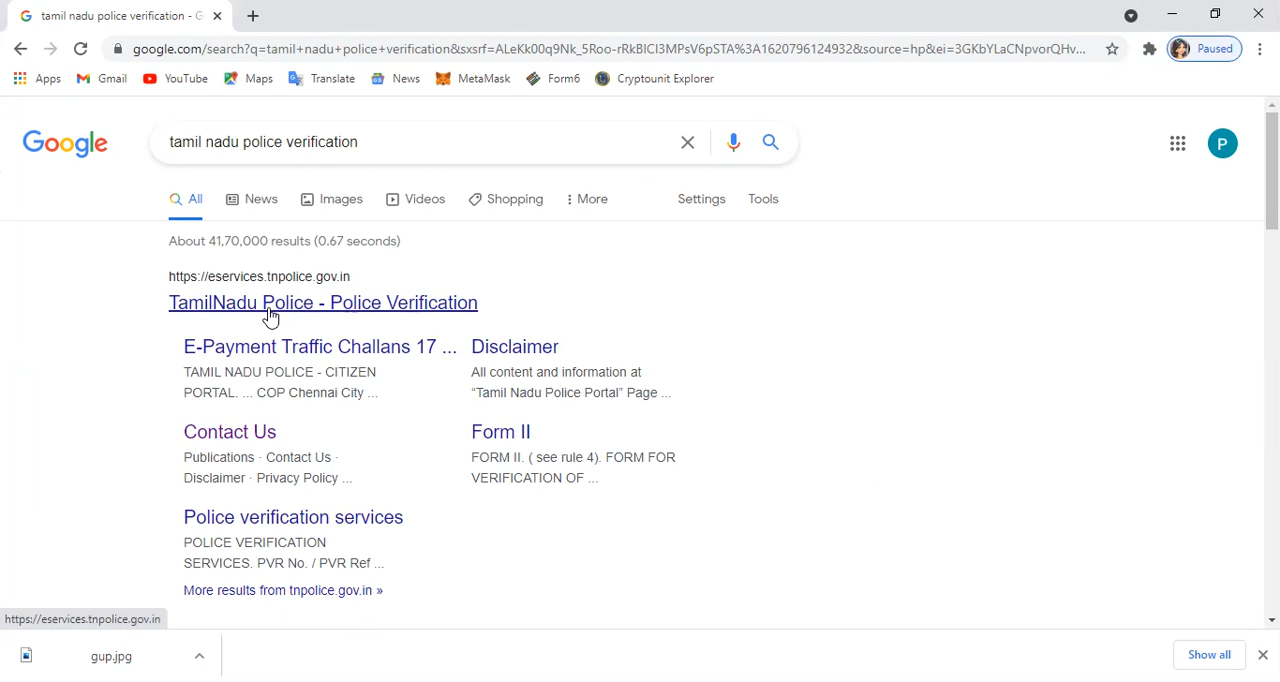 tamil nadu police verification - G
google.com/search?q=tamil+nadu+police+verification&sxsrf=ALeKk00q9Nk_5Roo-rRkBICI3MPsV6pSTA%3A1620796124932&source=hp&ei=3GKbYLaCNpvorQHv...
Paused
Apps Gmail YouTube Maps Translate News MetaMask Form6 Cryptounit Explorer
Google
tamil nadu police verification
P
All News Images Videos Shopping More Settings Tools
About 41,70,000 results (0.67 seconds)
https://eservices.tnpolice.gov.in
TamilNadu Police - Police Verification
E-Payment Traffic Challans 17 ...
TAMIL NADU POLICE - CITIZEN
PORTAL. ... COP Chennai City ...
Disclaimer
All content and information at
“Tamil Nadu Police Portal” Page ...
Contact Us
Publications · Contact Us ·
Disclaimer · Privacy Policy ...
Form II
FORM II. ( see rule 4). FORM FOR
VERIFICATION OF ...
Police verification services
POLICE VERIFICATION
SERVICES. PVR No. / PVR Ref ...
More results from tnpolice.gov.in »
https://eservices.tnpolice.gov.in
gup.jpg
Show all